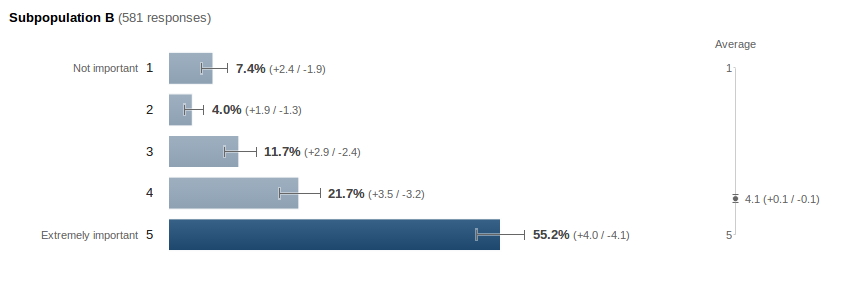 Subpopulation B (581 responses)
Average
Not important 1 7.4% (+2.4 / -1.9) 1
2 4.0% (+1.9 / -1.3)
3 11.7% (+2.9 / -2.4)
4 21.7% (+3.5 / -3.2) 4.1 (+0.1 / -0.1)
Extremely important 5 55.2% (+4.0 / -4.1) 5